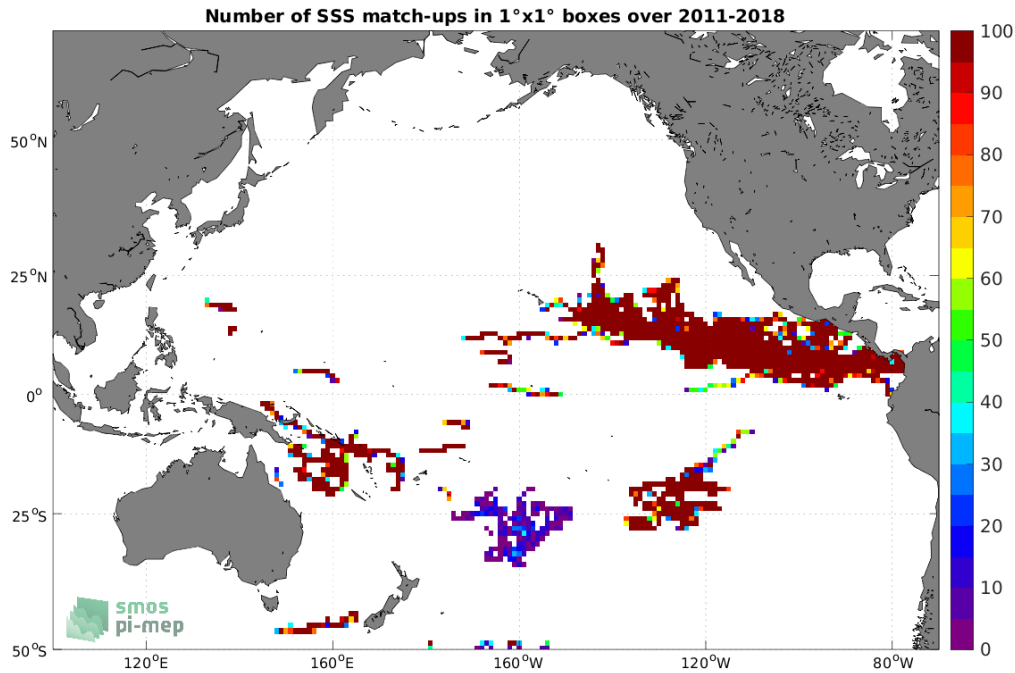 Number of SSS match-ups in 1°x1° boxes over 2011-2018
100
90
80
70
60
50
40
30
20
10
0
50°N
25°N
0°
25°S
50°S
120°E
160°E
160°W
120°W
80°W
smos
pi-mep